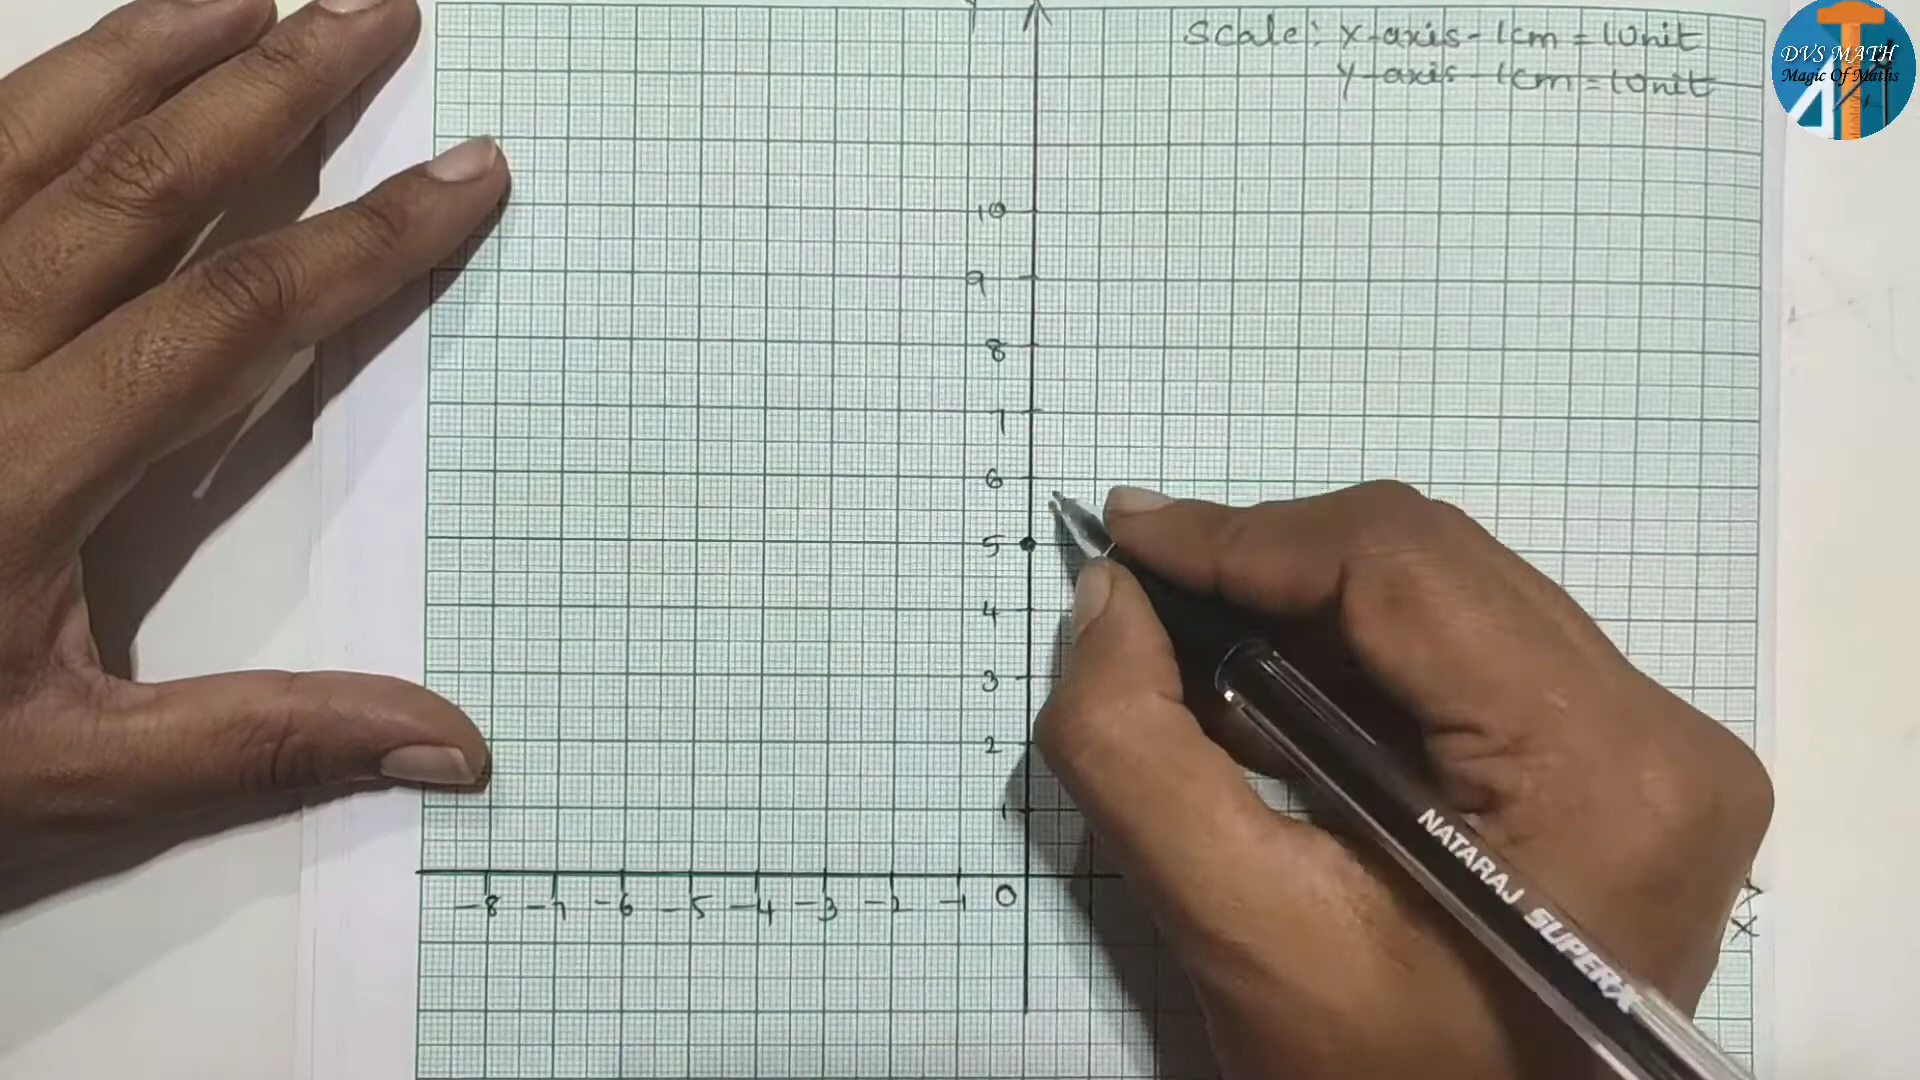 Scale: X-axis - 1cm = 1Unit
Y-axis - 1cm = 1Unit
DVS MATH
Magic Of Maths
10
9
8
7
6
5
4
3
2
1
-8 -7 -6 -5 -4 -3 -2 -1 0
X
NATARAJ SUPERX